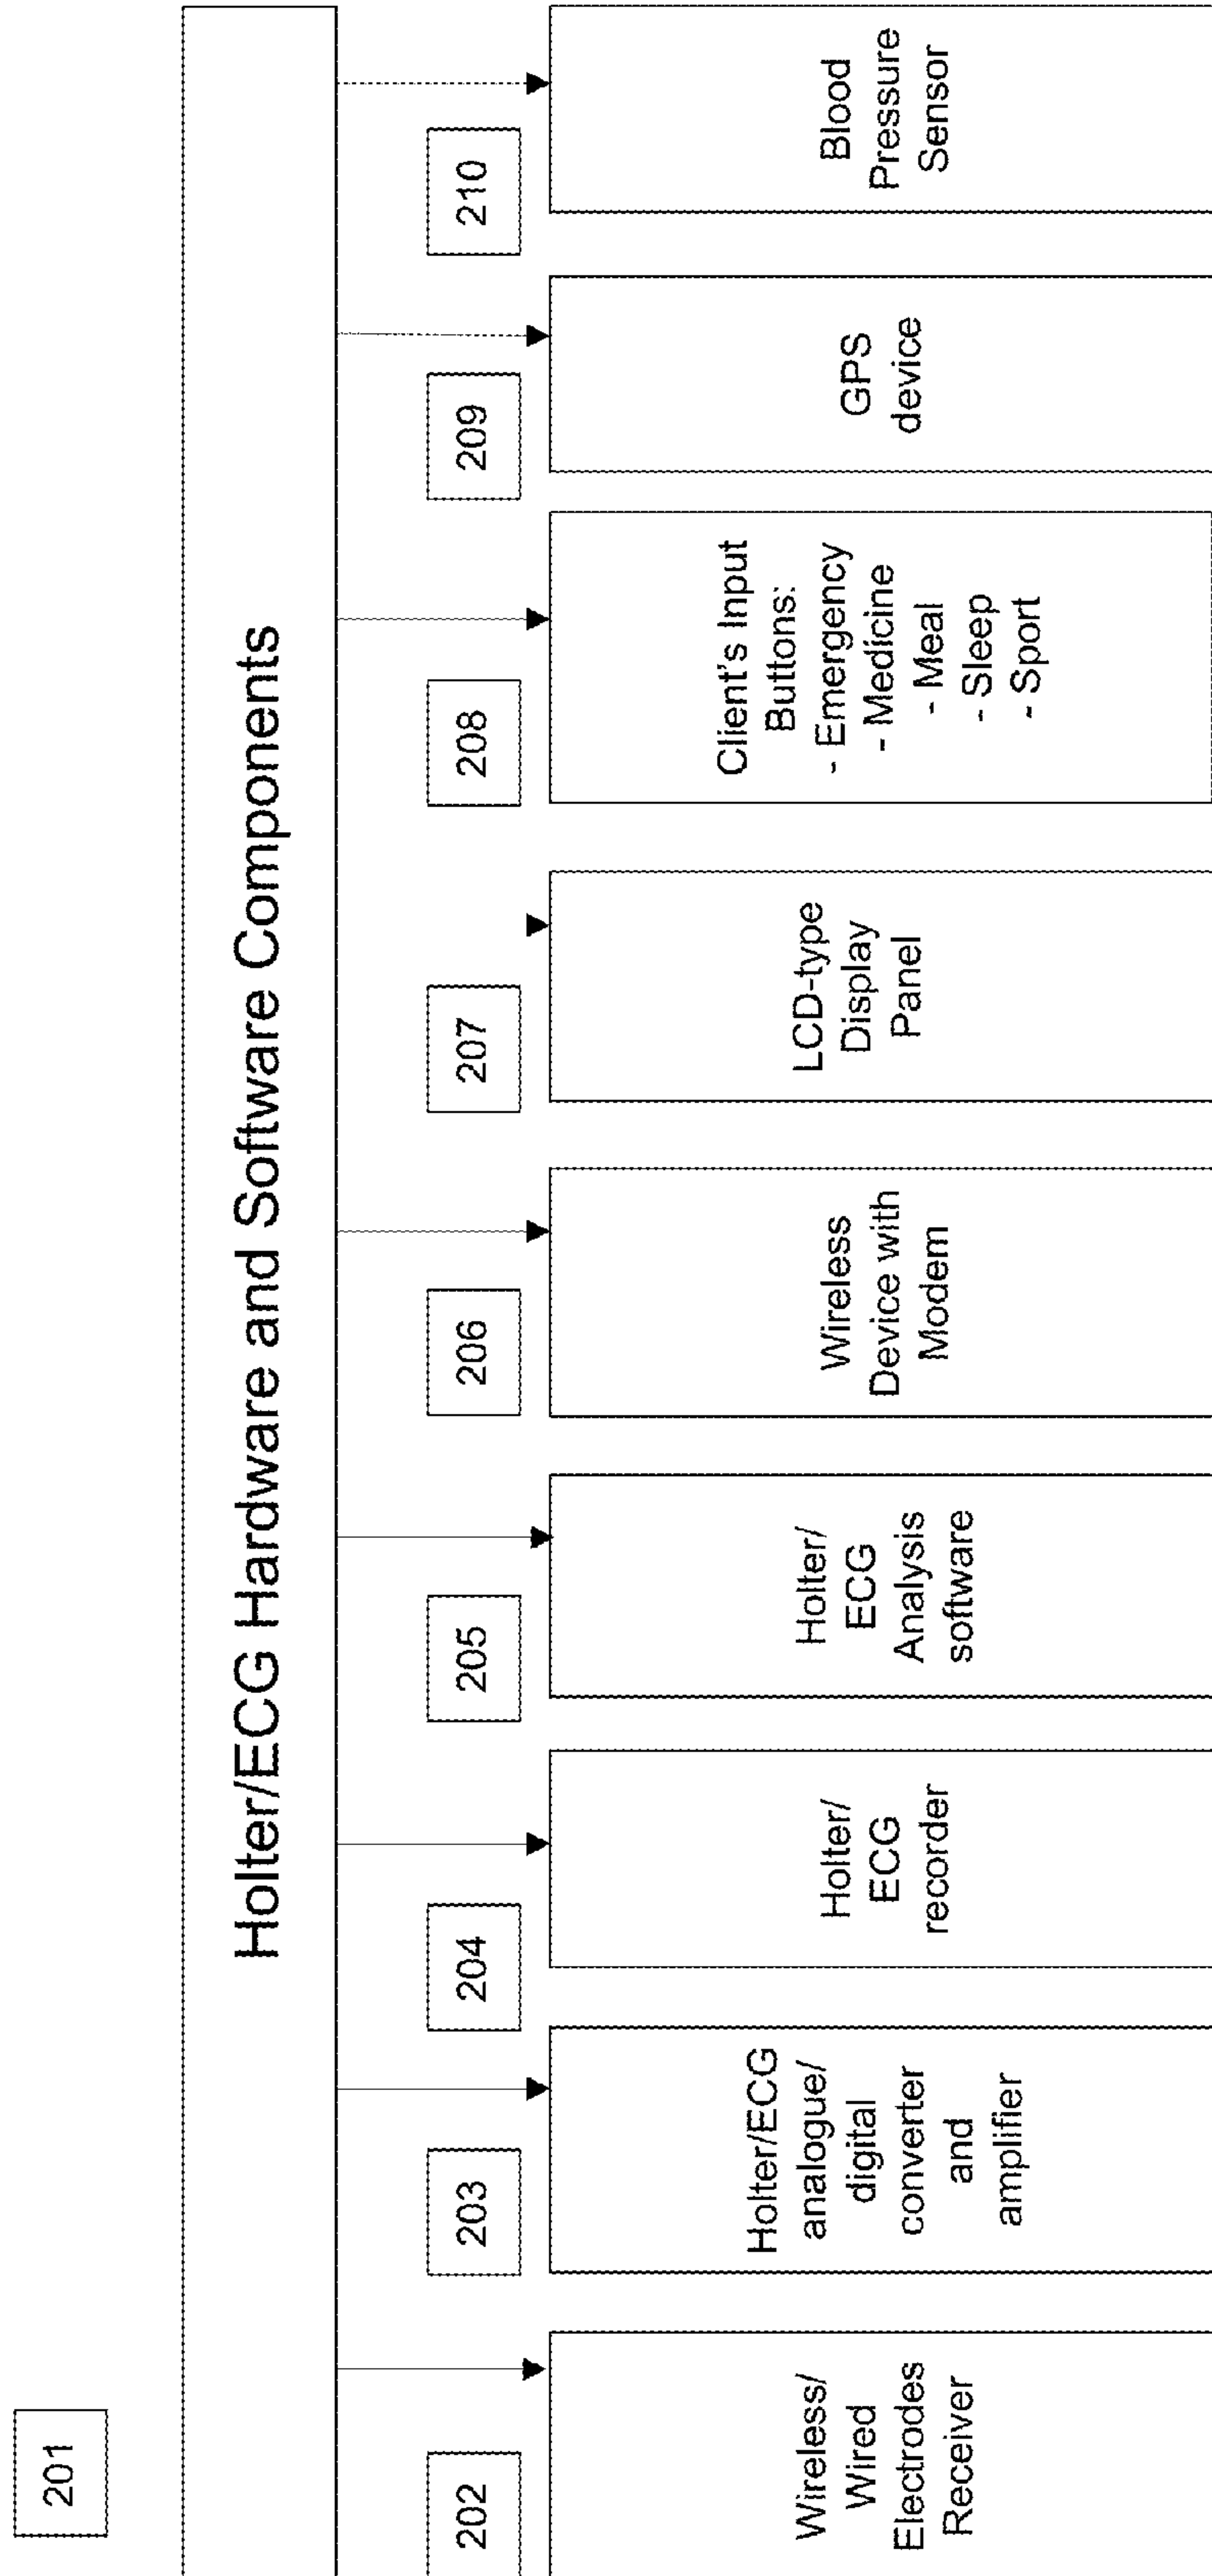 201
Holter/ECG Hardware and Software Components
202
Wireless/
Wired
Electrodes
Receiver
203
Holter/ECG
analogue/
digital
converter
and
amplifier
204
Holter/
ECG
recorder
205
Holter/
ECG
Analysis
software
206
Wireless
Device with
Modem
207
LCD-type
Display
Panel
208
Client's Input
Buttons:
- Emergency
- Medicine
- Meal
- Sleep
- Sport
209
GPS
device
210
Blood
Pressure
Sensor